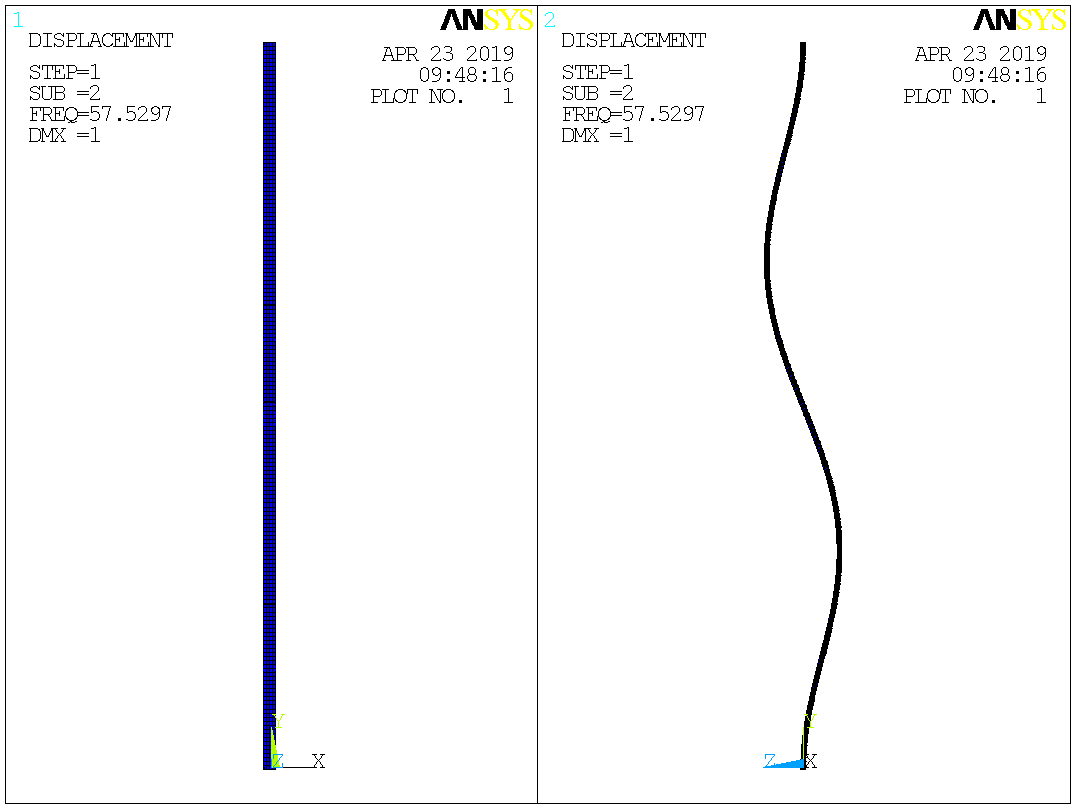 1
ANSYS
DISPLACEMENT
APR 23 2019
STEP=1
09:48:16
SUB =2
PLOT NO.   1
FREQ=57.5297
DMX =1
Y
Z
X
2
ANSYS
DISPLACEMENT
APR 23 2019
STEP=1
09:48:16
SUB =2
PLOT NO.   1
FREQ=57.5297
DMX =1
Y
Z
X